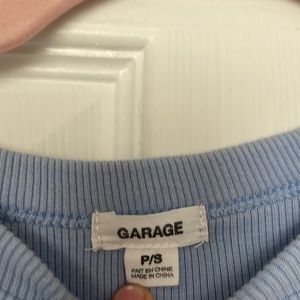 GARAGE
P/S
FAIT EN CHINE
MADE IN CHINA